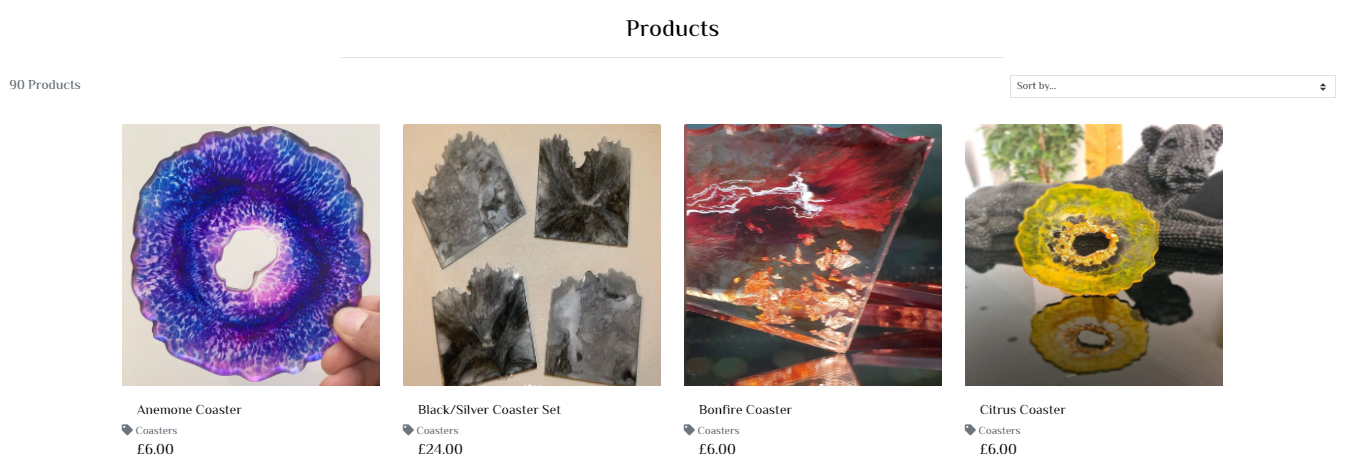 Products
90 Products
Sort by...
Anemone Coaster
Coasters
£6.00
Black/Silver Coaster Set
Coasters
£24.00
Bonfire Coaster
Coasters
£6.00
Citrus Coaster
Coasters
£6.00